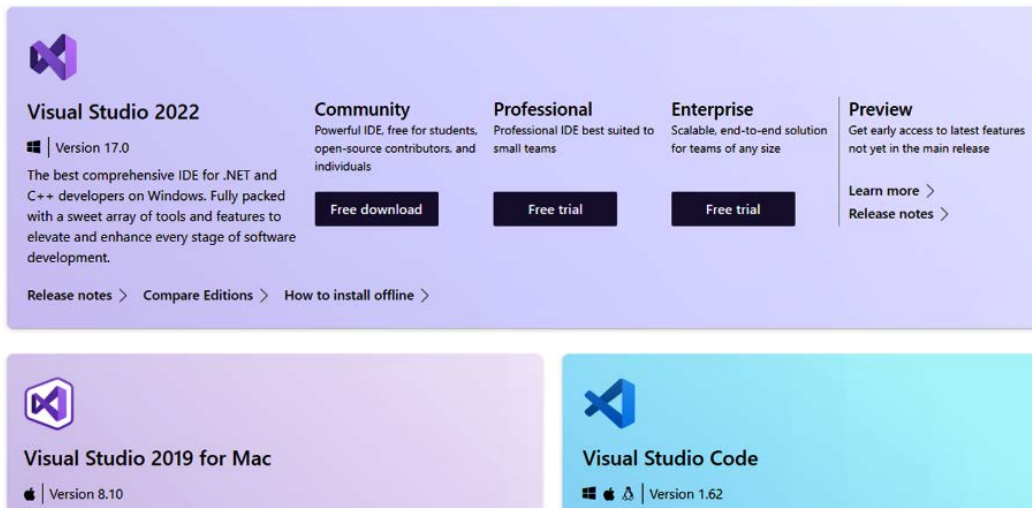 Visual Studio 2022
Version 17.0
The best comprehensive IDE for .NET and
C++ developers on Windows. Fully packed
with a sweet array of tools and features to
elevate and enhance every stage of software
development.
Community
Powerful IDE, free for students,
open-source contributors, and
individuals
Free download
Professional
Professional IDE best suited to
small teams
Free trial
Enterprise
Scalable, end-to-end solution
for teams of any size
Free trial
Preview
Get early access to latest features
not yet in the main release
Learn more
Release notes
Release notes
Compare Editions
How to install offline
Visual Studio 2019 for Mac
Version 8.10
Visual Studio Code
Version 1.62